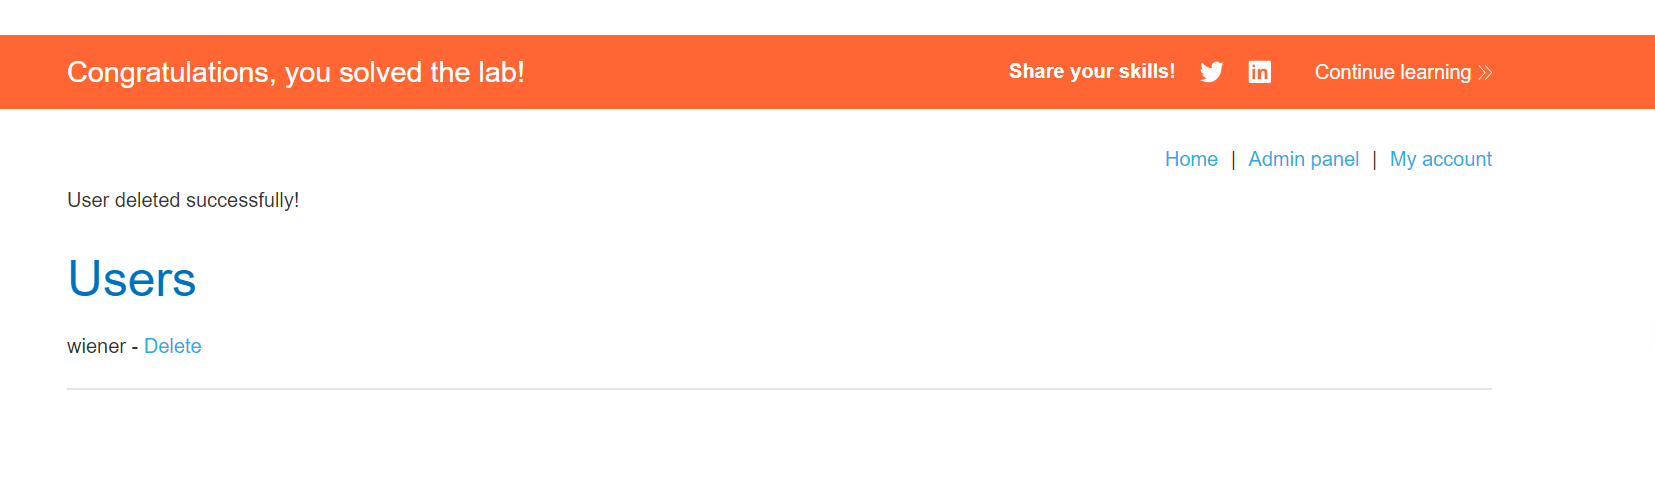 Congratulations, you solved the lab!
Share your skills!
Continue learning
Home | Admin panel | My account
User deleted successfully!
Users
wiener - Delete